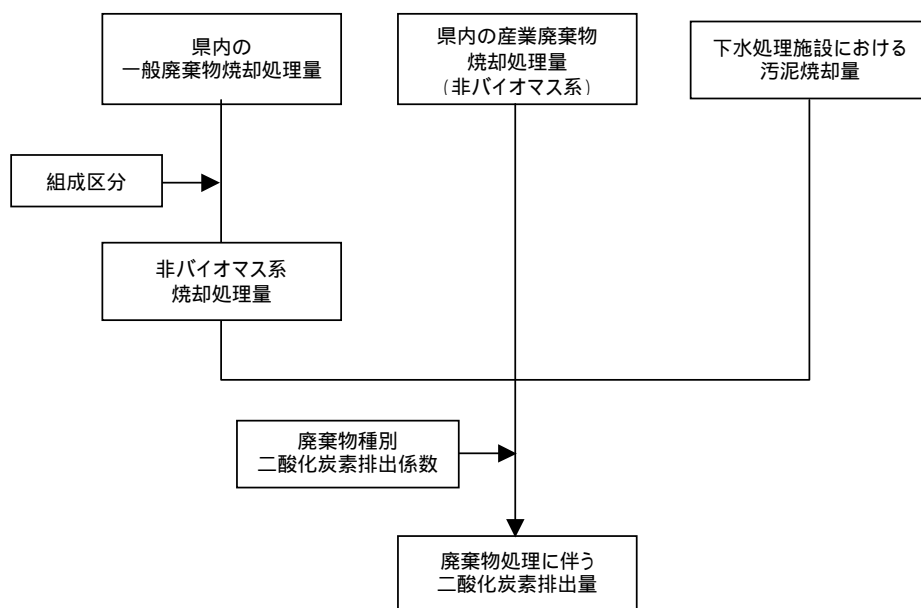 県内の
一般廃棄物焼却処理量
県内の産業廃棄物
焼却処理量
（非バイオマス系）
下水処理施設における
汚泥焼却量
組成区分
非バイオマス系
焼却処理量
廃棄物種別
二酸化炭素排出係数
廃棄物処理に伴う
二酸化炭素排出量